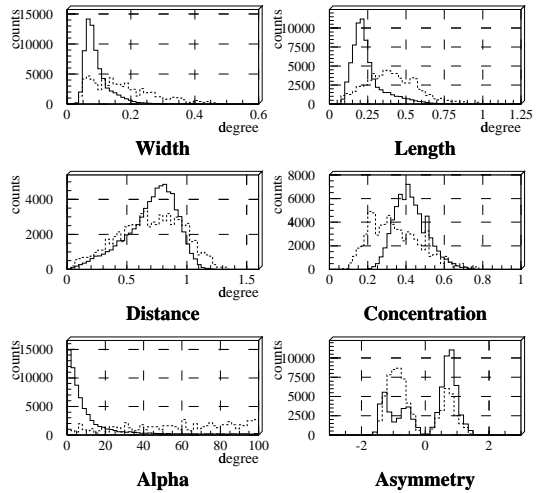 counts
15000
10000
5000
0
0 0.2 0.4 0.6
degree
Width
counts
10000
7500
5000
2500
0
0 0.25 0.5 0.75 1 1.25
degree
Length
counts
4000
2000
0
0 0.5 1 1.5
degree
Distance
counts
8000
6000
4000
2000
0
0 0.2 0.4 0.6 0.8 1
Concentration
counts
15000
10000
5000
0
0 20 40 60 80 100
degree
Alpha
counts
10000
7500
5000
2500
0
-2 0 2
Asymmetry